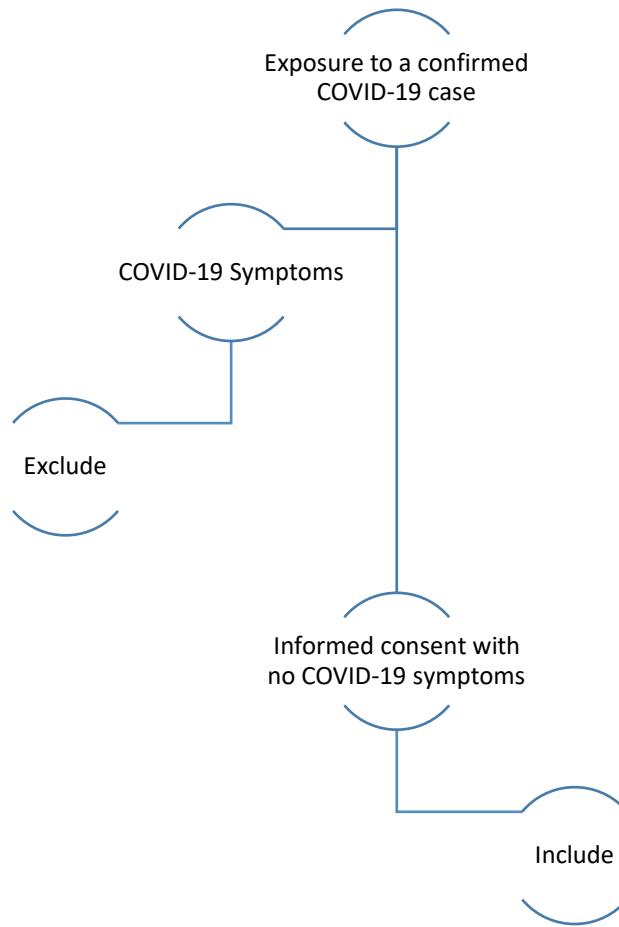 Exposure to a confirmed
COVID-19 case
COVID-19 Symptoms
Exclude
Informed consent with
no COVID-19 symptoms
Include